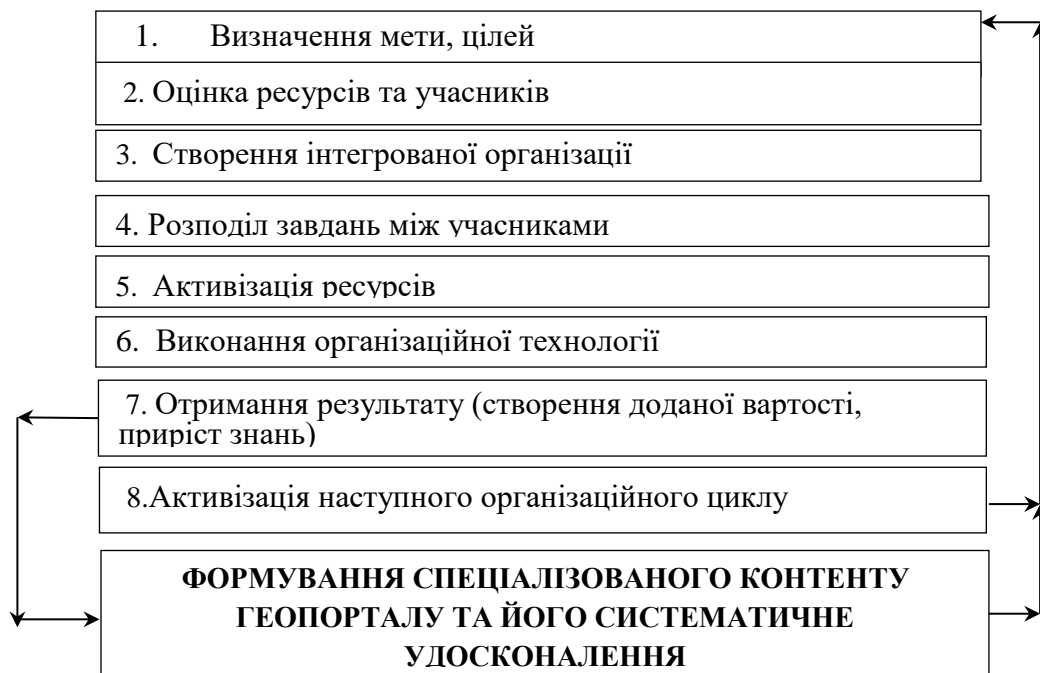 1. Визначення мети, цілей
2. Оцінка ресурсів та учасників
3. Створення інтегрованої організації
4. Розподіл завдань між учасниками
5. Активізація ресурсів
6. Виконання організаційної технології
7. Отримання результату (створення доданої вартості,
приріст знань)
8.Активізація наступного організаційного циклу
ФОРМУВАННЯ СПЕЦІАЛІЗОВАНОГО КОНТЕНТУ
ГЕОПОРТАЛУ ТА ЙОГО СИСТЕМАТИЧНЕ
УДОСКОНАЛЕННЯ